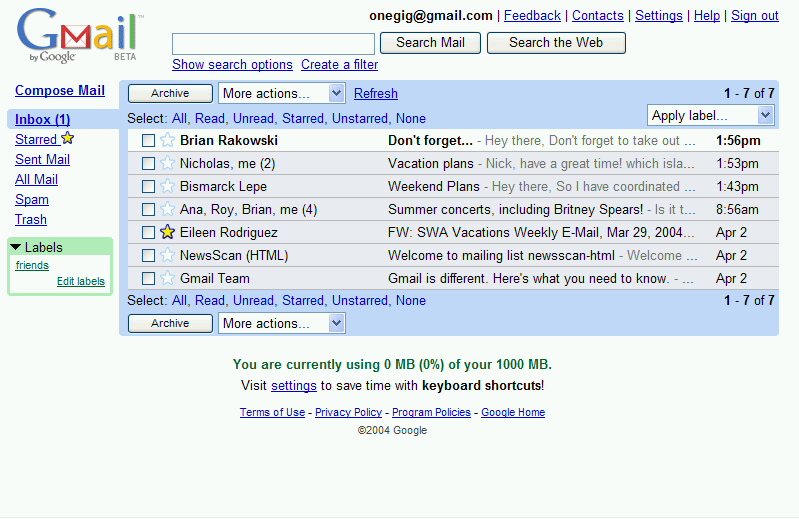 onegig@gmail.com | Feedback | Contacts | Settings | Help | Sign out
Gmail™
by Google BETA
Search Mail Search the Web
Show search options Create a filter
Compose Mail
Inbox (1)
Starred
Sent Mail
All Mail
Spam
Trash
Labels
friends
Edit labels
Archive More actions... Refresh 1 - 7 of 7
Select: All, Read, Unread, Starred, Unstarred, None Apply label...
Brian Rakowski Don't forget... - Hey there, Don't forget to take out ... 1:56pm
Nicholas, me (2) Vacation plans - Nick, have a great time! which isla... 1:53pm
Bismarck Lepe Weekend Plans - Hey there, So I have coordinated ... 1:43pm
Ana, Roy, Brian, me (4) Summer concerts, including Britney Spears! - Is it t... 8:56am
Eileen Rodriguez FW: SWA Vacations Weekly E-Mail, Mar 29, 2004... Apr 2
NewsScan (HTML) Welcome to mailing list newsscan-html - Welcome ... Apr 2
Gmail Team Gmail is different. Here's what you need to know. - ... Apr 2
Select: All, Read, Unread, Starred, Unstarred, None 1 - 7 of 7
Archive More actions...
You are currently using 0 MB (0%) of your 1000 MB.
Visit settings to save time with keyboard shortcuts!
Terms of Use - Privacy Policy - Program Policies - Google Home
©2004 Google